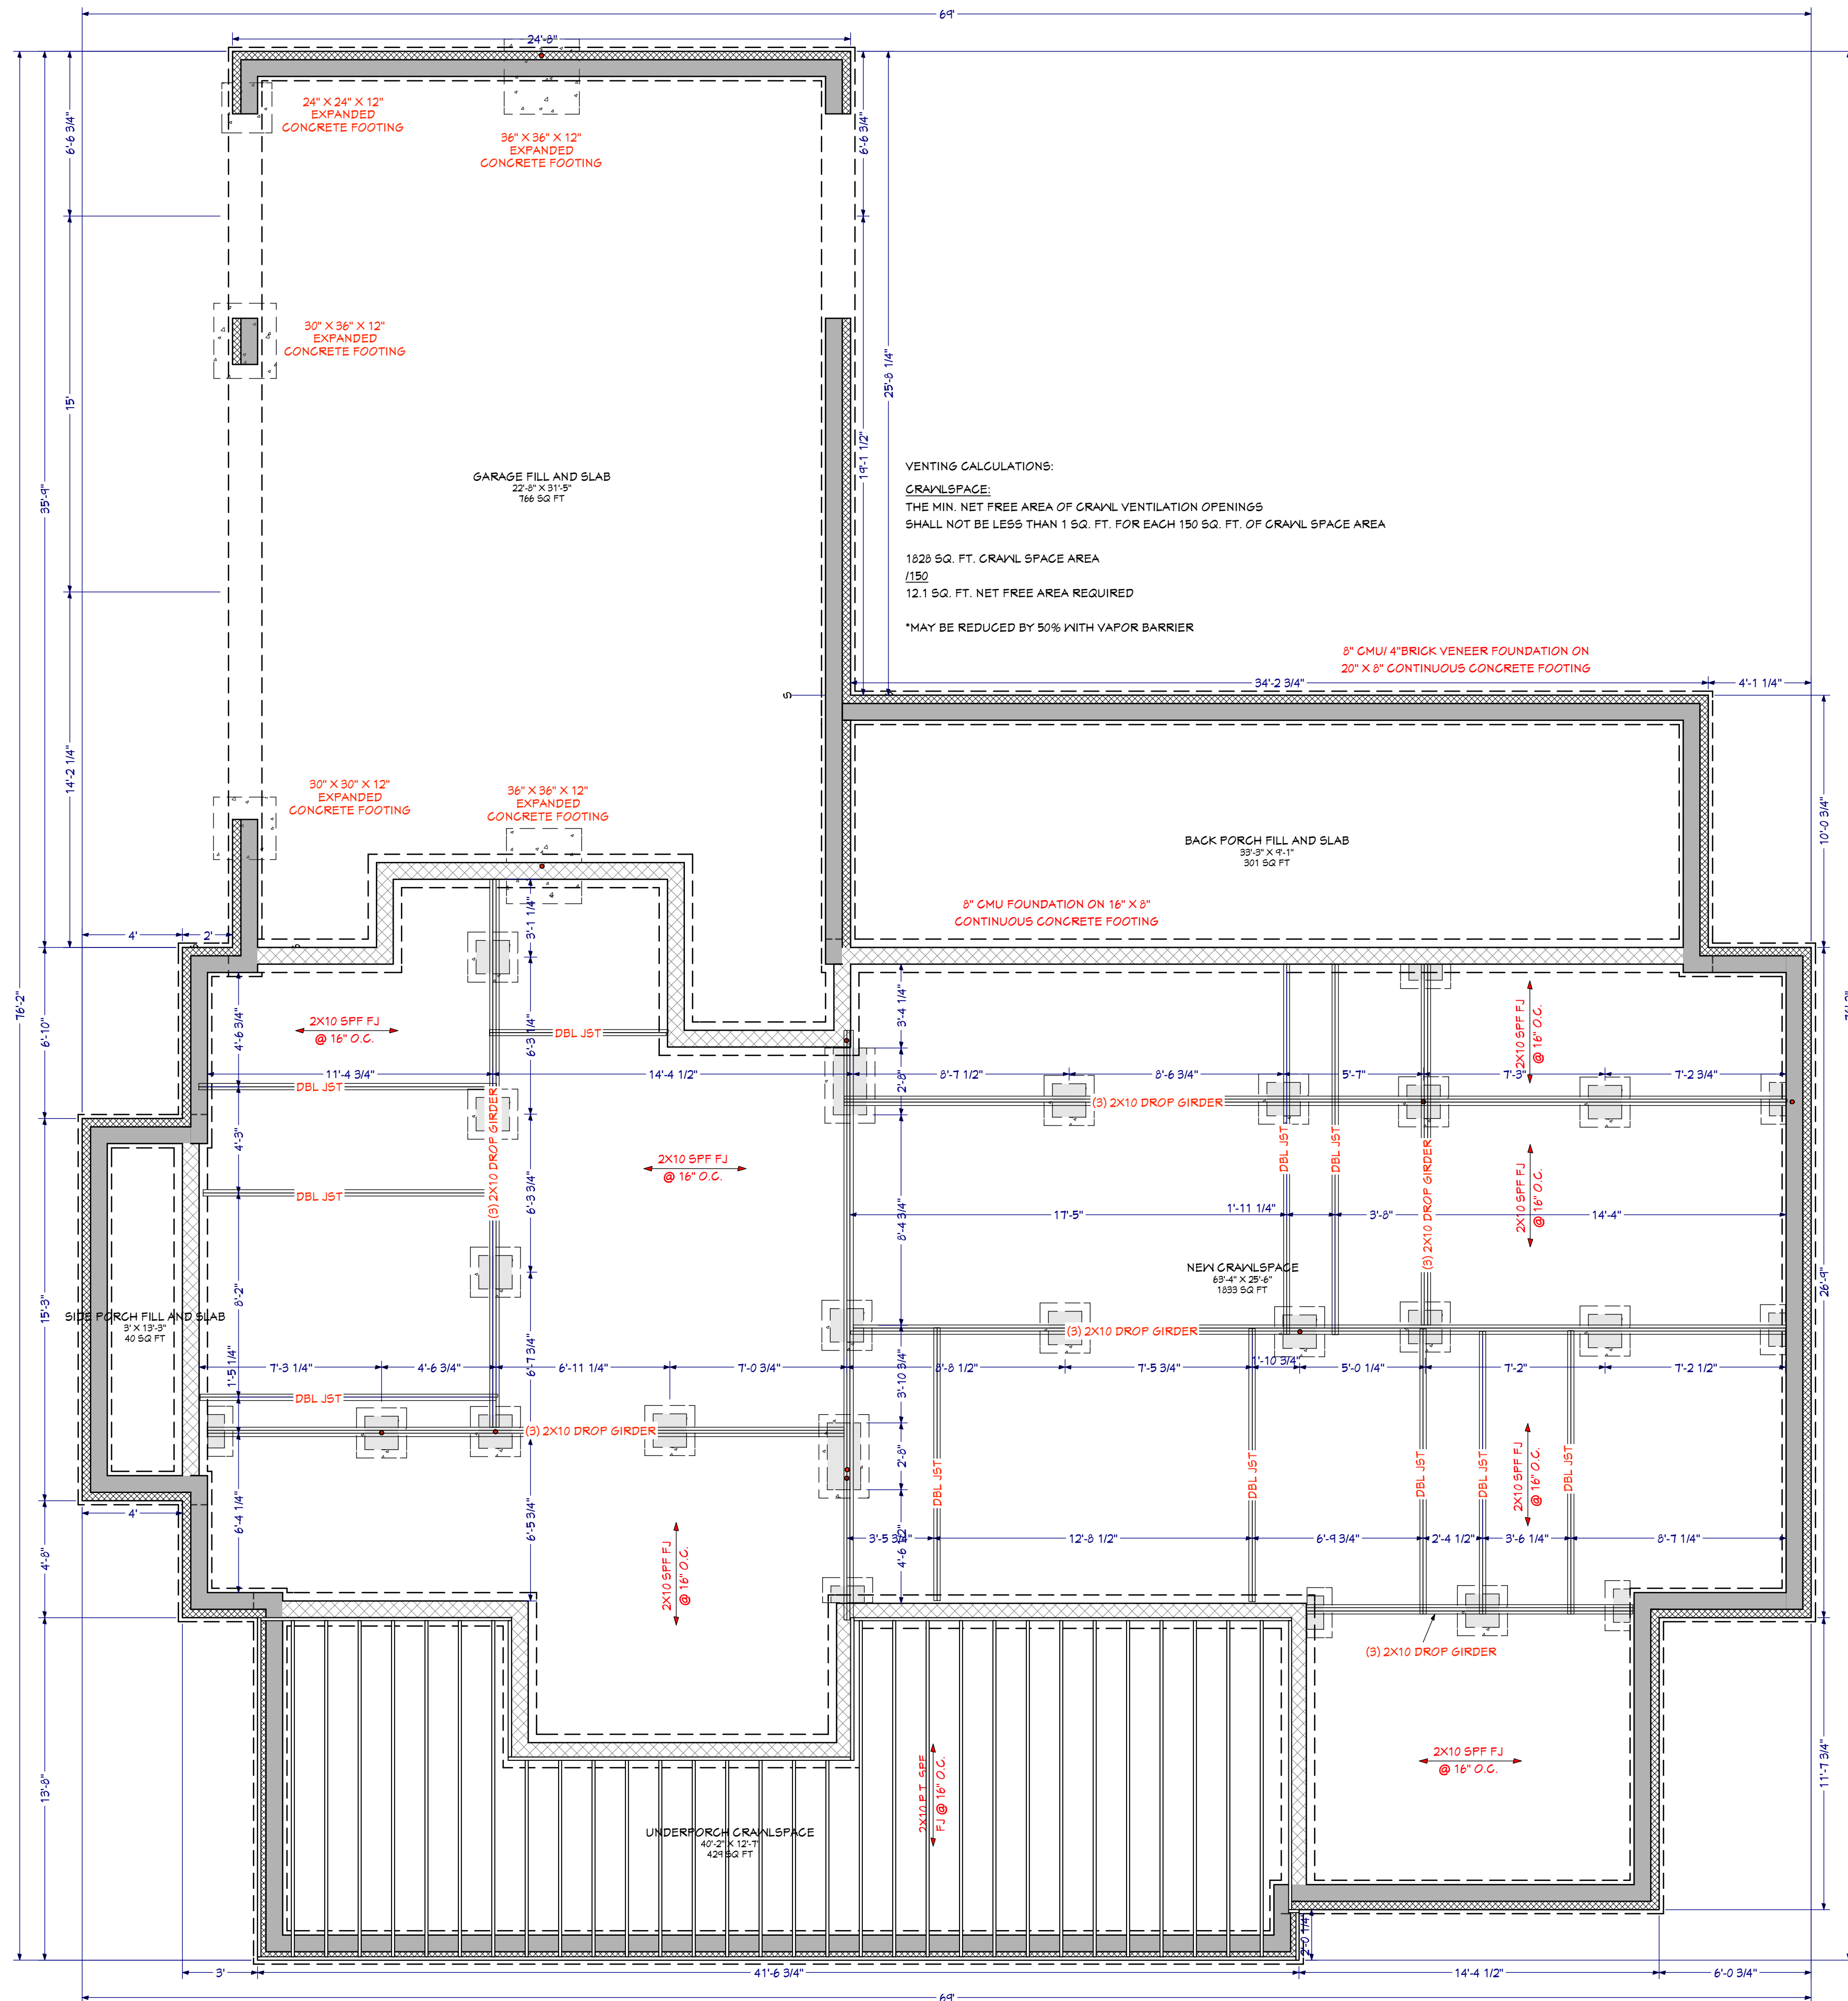 69'
24'-8"
24" X 24" X 12"
EXPANDED
CONCRETE FOOTING
36" X 36" X 12"
EXPANDED
CONCRETE FOOTING
6'-6 3/4"
6'-6 3/4"
30" X 36" X 12"
EXPANDED
CONCRETE FOOTING
15'
25'-8 1/4"
19'-1 1/2"
35'-9"
GARAGE FILL AND SLAB
22'-8" X 31'-5"
766 SQ FT
VENTING CALCULATIONS:
CRAWLSPACE:
THE MIN. NET FREE AREA OF CRAWL VENTILATION OPENINGS
SHALL NOT BE LESS THAN 1 SQ. FT. FOR EACH 150 SQ. FT. OF CRAWL SPACE AREA
1828 SQ. FT. CRAWL SPACE AREA
/150
12.1 SQ. FT. NET FREE AREA REQUIRED
*MAY BE REDUCED BY 50% WITH VAPOR BARRIER
8" CMU/ 4"BRICK VENEER FOUNDATION ON
20" X 8" CONTINUOUS CONCRETE FOOTING
34'-2 3/4"
4'-1 1/4"
14'-2 1/4"
30" X 30" X 12"
EXPANDED
CONCRETE FOOTING
36" X 36" X 12"
EXPANDED
CONCRETE FOOTING
10'-0 3/4"
BACK PORCH FILL AND SLAB
33'-3" X 9'-1"
301 SQ FT
8" CMU FOUNDATION ON 16" X 8"
CONTINUOUS CONCRETE FOOTING
4'
2'
3'-1 1/4"
76'-2"
6'-10"
4'-6 3/4"
2X10 SPF FJ
@ 16" O.C.
DBL JST
6'-3 1/4"
3'-4 1/4"
2X10 SPF FJ
@ 16" O.C.
11'-4 3/4"
14'-4 1/2"
2'-8"
8'-7 1/2"
8'-6 3/4"
5'-7"
7'-3"
7'-2 3/4"
DBL JST
(3) 2X10 DROP GIRDER
(3) 2X10 DROP GIRDER
4'-3"
2X10 SPF FJ
@ 16" O.C.
DBL JST
DBL JST
(3) 2X10 DROP GIRDER
2X10 SPF FJ
@ 16" O.C.
DBL JST
6'-3 3/4"
8'-4 3/4"
17'-5"
1'-11 1/4"
3'-8"
14'-4"
NEW CRAWLSPACE
63'-4" X 25'-6"
1833 SQ FT
26'-9"
15'-3"
8'-2"
SIDE PORCH FILL AND SLAB
3' X 13'-3"
40 SQ FT
(3) 2X10 DROP GIRDER
7'-3 1/4"
4'-6 3/4"
6'-7 3/4"
6'-11 1/4"
7'-0 3/4"
8'-8 1/2"
7'-5 3/4"
1'-10 3/4"
5'-0 1/4"
7'-2"
7'-2 1/2"
1'-5 1/4"
3'-10 3/4"
DBL JST
(3) 2X10 DROP GIRDER
2'-8"
DBL JST
DBL JST
DBL JST
DBL JST
2X10 SPF FJ
@ 16" O.C.
DBL JST
4'
6'-4 1/4"
6'-5 3/4"
4'-6 1/2"
3'-5 3/4"
12'-8 1/2"
6'-9 3/4"
2'-4 1/2"
3'-6 1/4"
8'-7 1/4"
4'-8"
2X10 SPF FJ
@ 16" O.C.
(3) 2X10 DROP GIRDER
13'-8"
2X10 P.T. SPF
FJ @ 16" O.C.
2X10 SPF FJ
@ 16" O.C.
11'-7 3/4"
UNDERPORCH CRAWLSPACE
40'-2" X 12'-7"
429 SQ FT
2'-0 1/4"
3'
41'-6 3/4"
14'-4 1/2"
6'-0 3/4"
69'